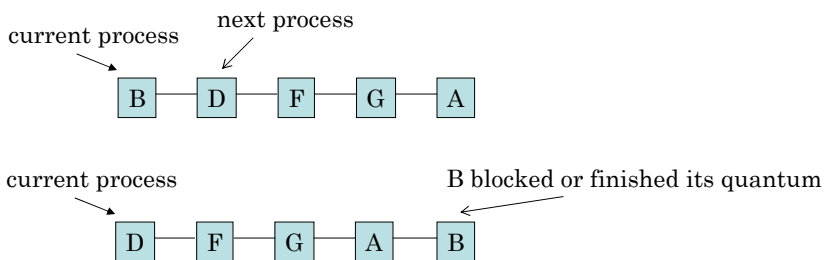 next process
current process
B D F G A
current process
B blocked or finished its quantum
D F G A B